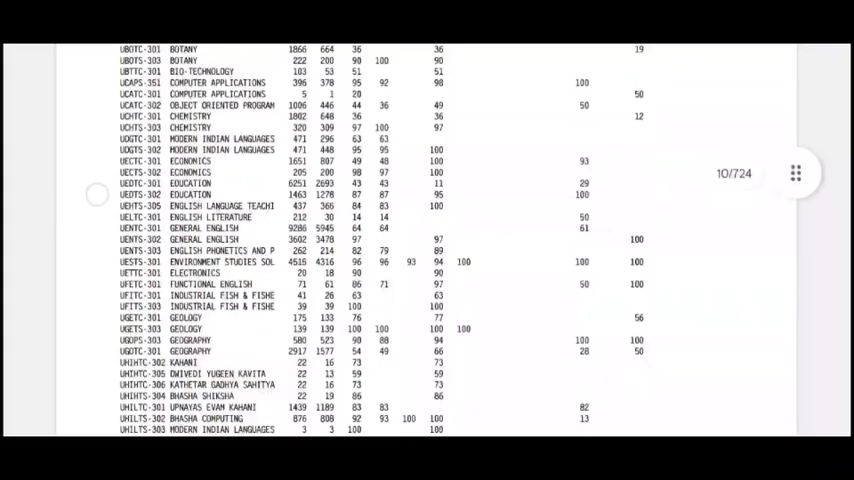 UBOTC-301 BOTANY 1866 664 36 36 19
UBOTS-303 BOTANY 222 200 90 100 90
UBTTC-301 BIO-TECHNOLOGY 103 53 51 51
UCAPS-351 COMPUTER APPLICATIONS 396 378 95 92 98 100
UCATC-301 COMPUTER APPLICATIONS 5 1 20 50
UCATC-302 OBJECT ORIENTED PROGRAM 1006 446 44 36 49 50
UCHTC-301 CHEMISTRY 1802 648 36 36 12
UCHTS-303 CHEMISTRY 320 309 97 100 97
UDGTC-301 MODERN INDIAN LANGUAGES 471 296 63 63
UDGTS-302 MODERN INDIAN LANGUAGES 471 448 95 95 100
UECTC-301 ECONOMICS 1651 807 49 48 100 93
UECTS-302 ECONOMICS 205 200 98 97 100
UEDTC-301 EDUCATION 6251 2693 43 43 11 29
UEDTS-302 EDUCATION 1463 1278 87 87 95 100
UEHTS-305 ENGLISH LANGUAGE TEACHI 437 366 84 83 100
UELTC-301 ENGLISH LITERATURE 212 30 14 14 50
UENTC-301 GENERAL ENGLISH 9286 5945 64 64 61
UENTS-302 GENERAL ENGLISH 3602 3478 97 97 100
UENTS-303 ENGLISH PHONETICS AND P 262 214 82 79 89
UESTS-301 ENVIRONMENT STUDIES SOL 4515 4316 96 96 93 94 100 100 100
UETTC-301 ELECTRONICS 20 18 90 90
UFETC-301 FUNCTIONAL ENGLISH 71 61 86 71 97 50 100
UFITC-301 INDUSTRIAL FISH & FISHE 41 26 63 63
UFITS-303 INDUSTRIAL FISH & FISHE 39 39 100 100
UGETC-301 GEOLOGY 175 133 76 77 56
UGETS-303 GEOLOGY 139 139 100 100 100 100
UGOPS-303 GEOGRAPHY 580 523 90 88 94 100 100
UGOTC-301 GEOGRAPHY 2917 1577 54 49 66 28 50
UHIHTC-302 KAHANI 22 16 73 73
UHIHTC-305 DWIVEDI YUGEEN KAVITA 22 13 59 59
UHIHTC-306 KATHETAR GADHYA SAHITYA 22 16 73 73
UHIHTS-304 BHASHA SHIKSHA 22 19 86 86
UHILTC-301 UPNAYAS EVAM KAHANI 1439 1189 83 83 82
UHILTS-302 BHASHA COMPUTING 876 808 92 93 100 100 13
UHILTS-303 MODERN INDIAN LANGUAGES 3 3 100 100
10/724